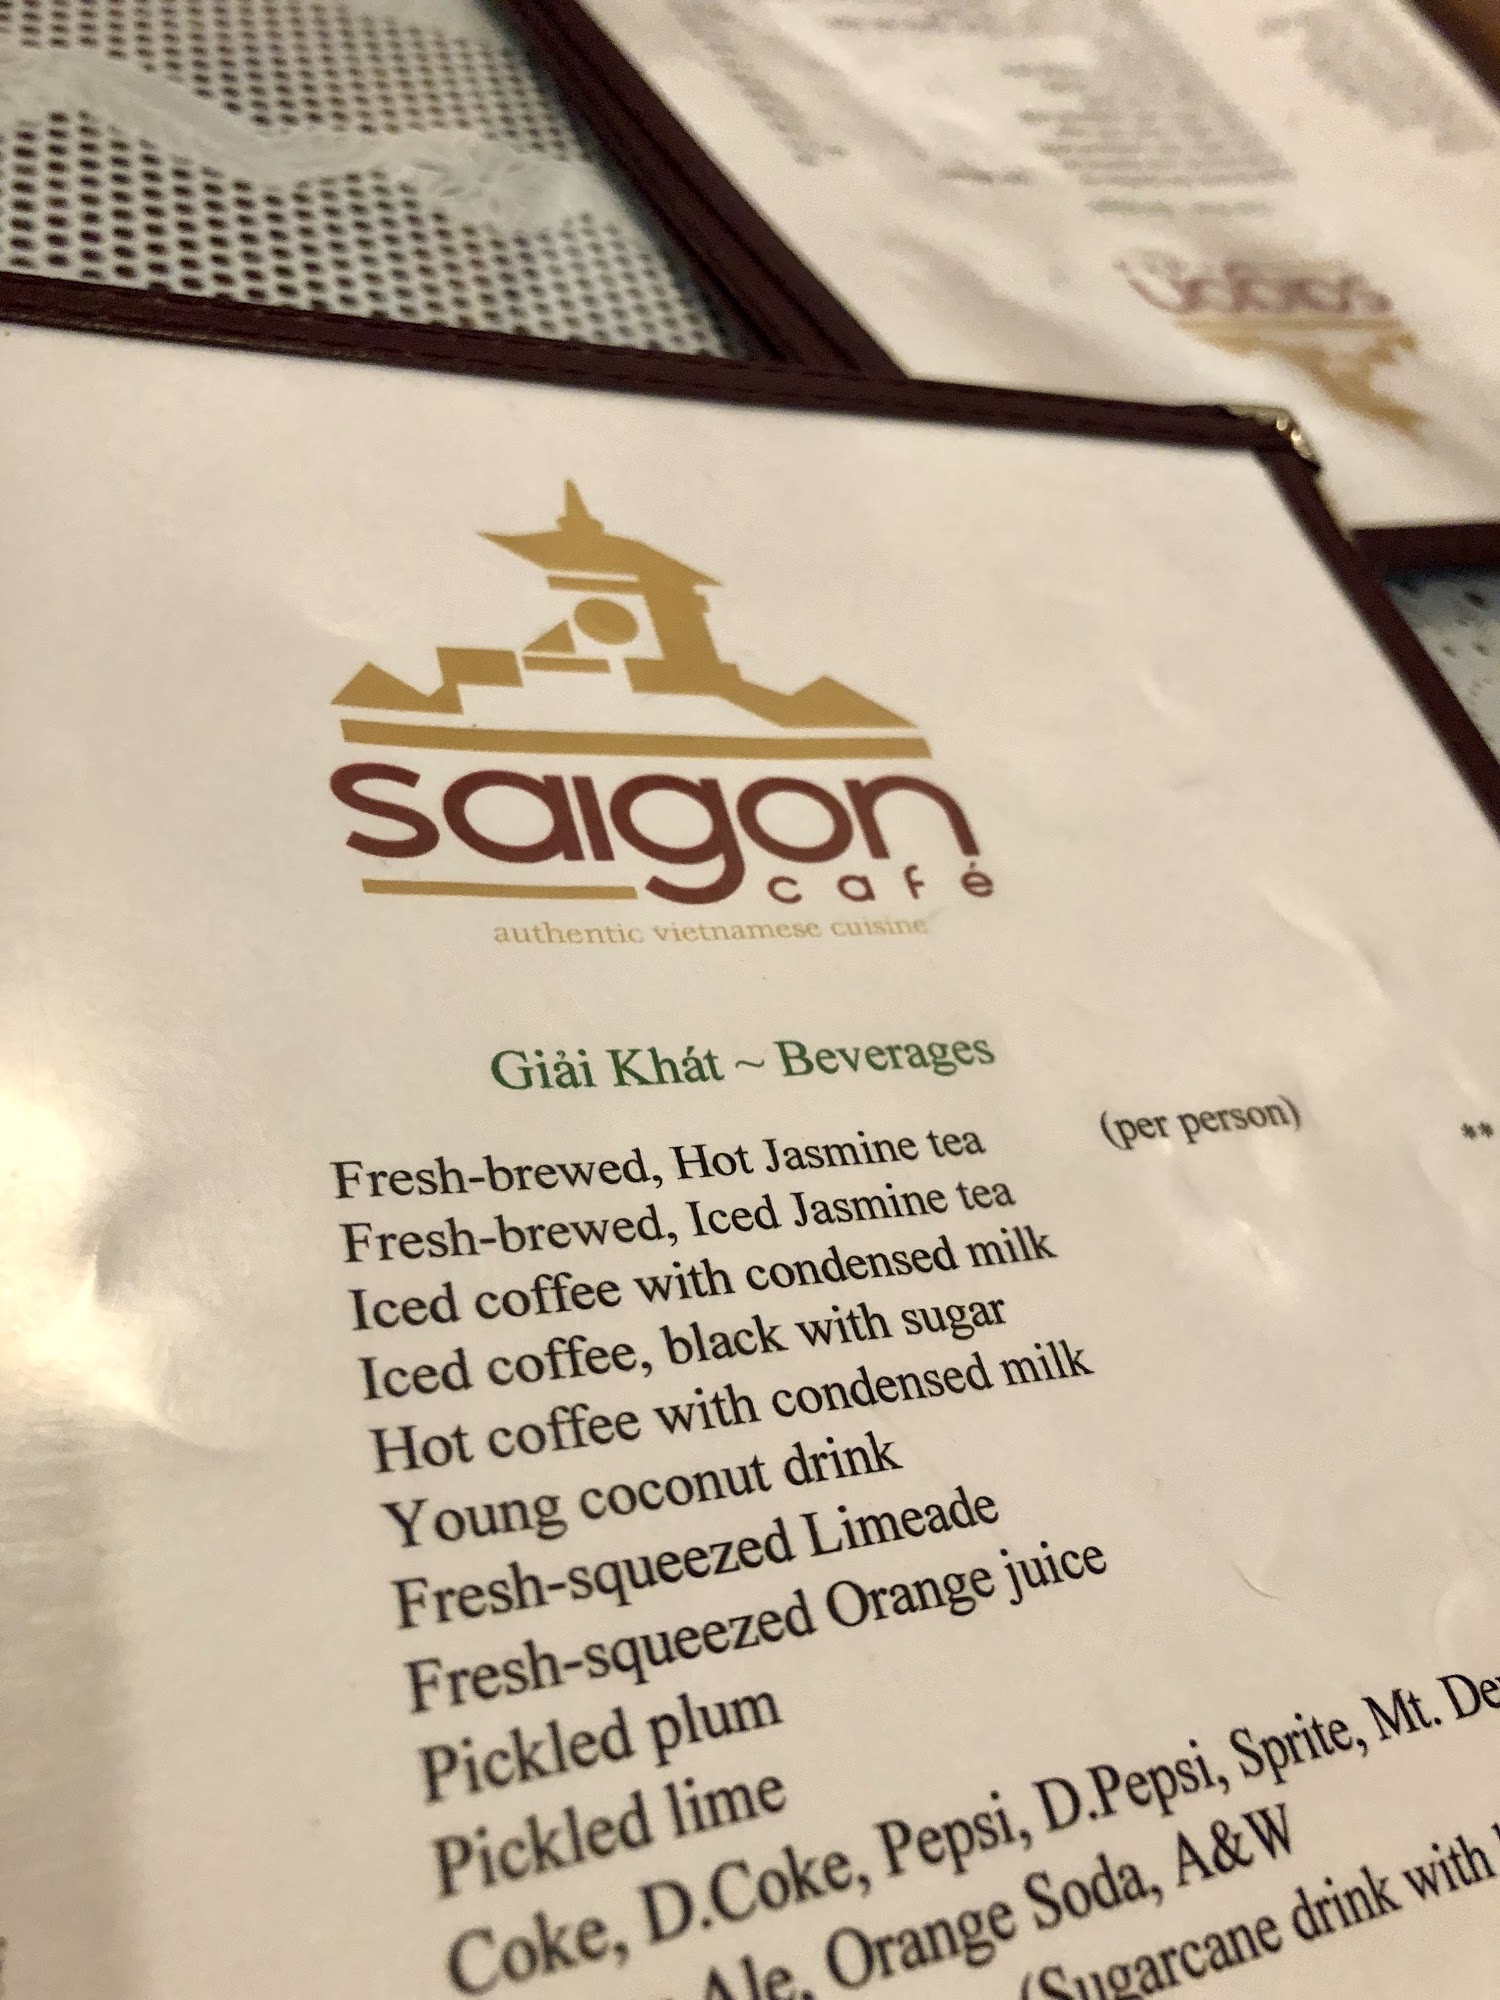 saigon
café
authentic vietnamese cuisine
Giải Khát ~ Beverages
Fresh-brewed, Hot Jasmine tea (per person) **
Fresh-brewed, Iced Jasmine tea
Iced coffee with condensed milk
Iced coffee, black with sugar
Hot coffee with condensed milk
Young coconut drink
Fresh-squeezed Limeade
Fresh-squeezed Orange juice
Pickled plum
Pickled lime
Coke, D.Coke, Pepsi, D.Pepsi, Sprite, Mt. De
Ale, Orange Soda, A&W
(Sugarcane drink with